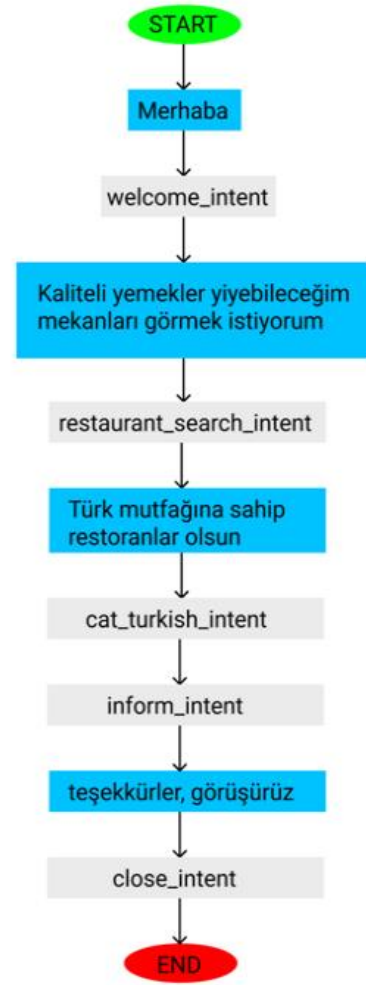 START
Merhaba
welcome_intent
Kaliteli yemekler yiyebileceğim
mekanları görmek istiyorum
restaurant_search_intent
Türk mutfağına sahip
restoranlar olsun
cat_turkish_intent
inform_intent
teşekkürler, görüşürüz
close_intent
END